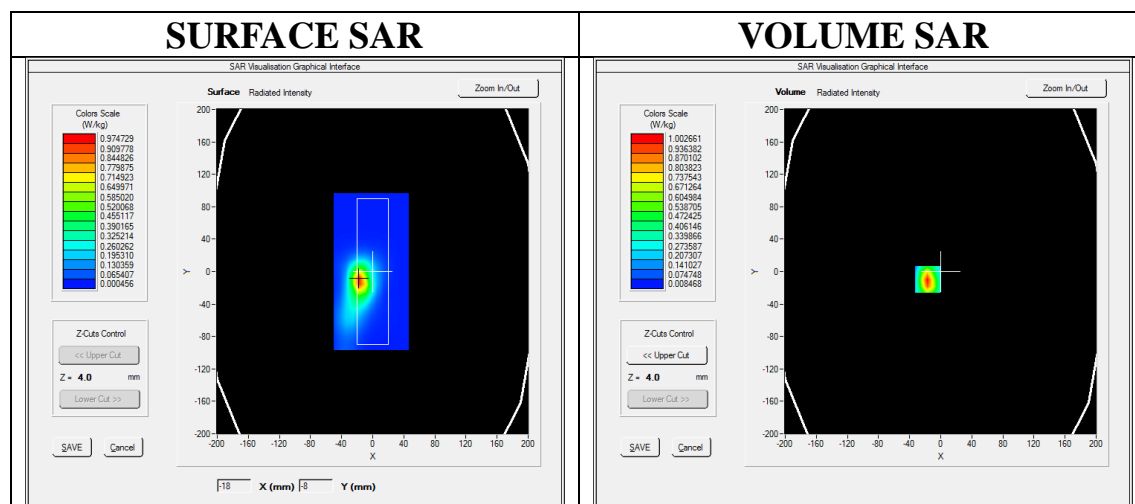 SURFACE SAR
VOLUME SAR
SAR Visualisation Graphical Interface
Surface Radiated Intensity
Zoom In/Out
Colors Scale
(W/kg)
0.974729
0.909778
0.844826
0.779875
0.714923
0.649971
0.585020
0.520068
0.455117
0.390165
0.325214
0.260262
0.195310
0.130359
0.065407
0.000456
Z-Cuts Control
<< Upper Cut
Z = 4.0 mm
Lower Cut >>
SAVE Cancel
200
160
120
80
40
0
-40
-80
-120
-160
-200
Y
-200 -160 -120 -80 -40 0 40 80 120 160 200
X
-18 X (mm) -8 Y (mm)
SAR Visualisation Graphical Interface
Volume Radiated Intensity
Zoom In/Out
Colors Scale
(W/kg)
1.002661
0.936382
0.870102
0.803823
0.737543
0.671264
0.604984
0.538705
0.472425
0.406146
0.339866
0.273587
0.207307
0.141027
0.074748
0.008468
Z-Cuts Control
<< Upper Cut
Z = 4.0 mm
Lower Cut >>
SAVE Cancel
200
160
120
80
40
0
-40
-80
-120
-160
-200
Y
-200 -160 -120 -80 -40 0 40 80 120 160 200
X